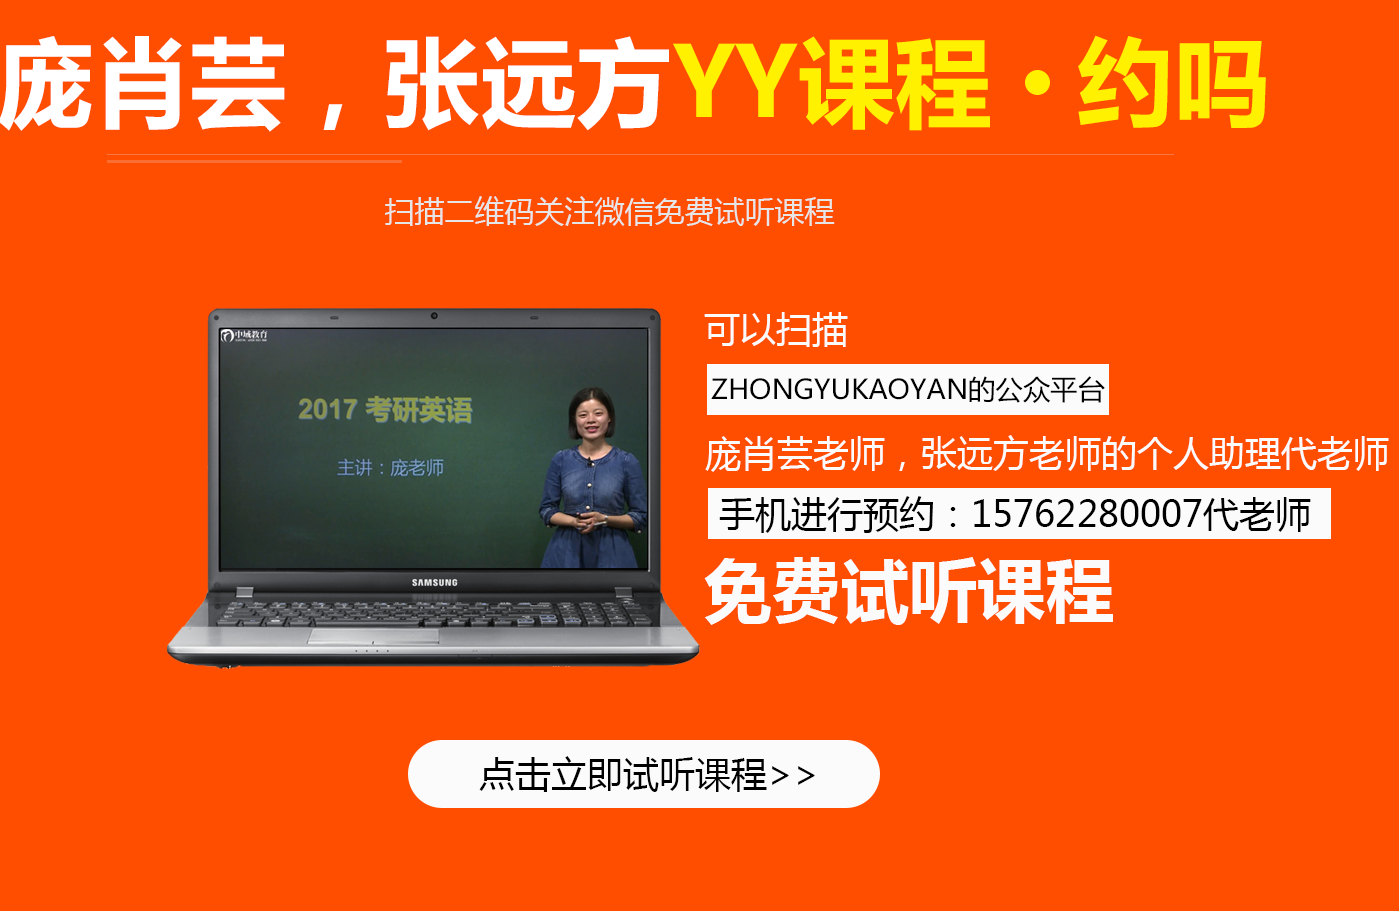 庞肖芸，张远方YY课程·约吗
扫描二维码关注微信免费试听课程
中域教育
2017 考研英语
主讲：庞老师
SAMSUNG
可以扫描
ZHONGYUKAOYAN的公众平台
庞肖芸老师，张远方老师的个人助理代老师
手机进行预约：15762280007代老师
免费试听课程
点击立即试听课程>>